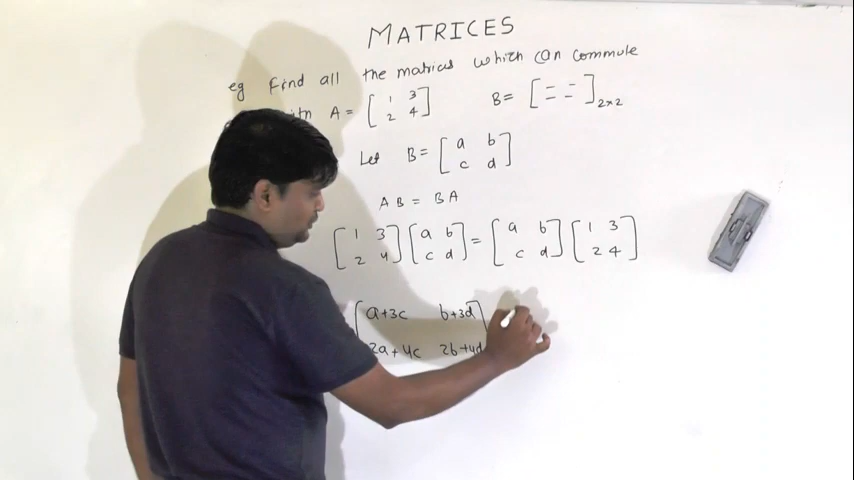 MATRICES
eg Find all the matrices which can commute
A = [ 1 3 2 4 ] B = [ = = ] 2×2
Let B = [ a b c d ]
AB = BA
[ 1 3 2 4 ] [ a b c d ] = [ a b c d ] [ 1 3 2 4 ]
[ a+3c b+3d
2a+4c 2b+4d ]